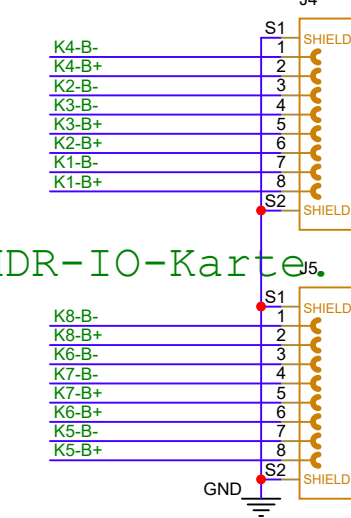 J4
S1 SHIELD
K4-B- 1
K4-B+ 2
K2-B- 3
K3-B- 4
K3-B+ 5
K2-B+ 6
K1-B- 7
K1-B+ 8
S2 SHIELD
DR-IO-Karte.
J5
S1 SHIELD
K8-B- 1
K8-B+ 2
K6-B- 3
K7-B- 4
K7-B+ 5
K6-B+ 6
K5-B- 7
K5-B+ 8
S2 SHIELD
GND